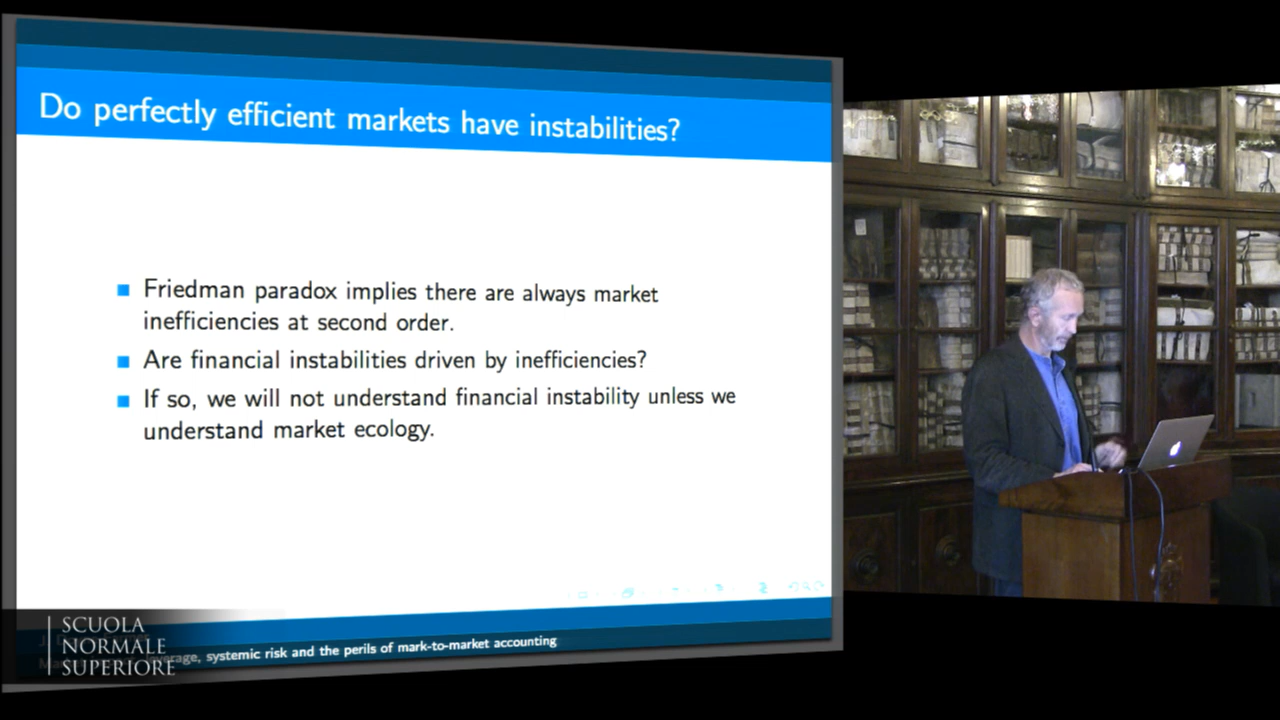 Do perfectly efficient markets have instabilities?
Friedman paradox implies there are always market
inefficiencies at second order.
Are financial instabilities driven by inefficiencies?
If so, we will not understand financial instability unless we
understand market ecology.
systemic risk and the perils of mark-to-market accounting
SCUOLA
NORMALE
SUPERIORE